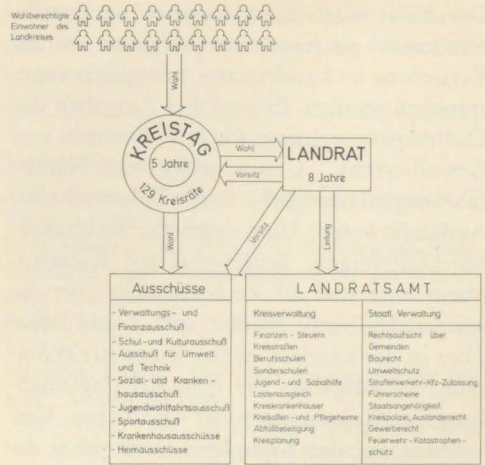 Wahlberechtigte
Einwohner des
Landkreises
Wahl
KREISTAG
5 Jahre
129 Kreisräte
Wahl
Vorsitz
LANDRAT
8 Jahre
Wahl
Vorsitz
Leitung
Ausschüsse
- Verwaltungs- und
Finanzausschuß
- Schul- und Kulturausschuß
- Ausschuß für Umwelt
und Technik
- Sozial- und Kranken-
hausausschuß
- Jugendwohlfahrtsausschuß
- Sportausschuß
- Krankenhausausschüsse
- Heimausschüsse
LANDRATSAMT
Kreisverwaltung
Finanzen - Steuern
Kreisstraßen
Berufsschulen
Sonderschulen
Jugend- und Sozialhilfe
Lastenausgleich
Kreiskrankenhäuser
Kreisalten- und Pflegeheime
Abfallbeseitigung
Kreisplanung
Staatl. Verwaltung
Rechtsaufsicht über
Gemeinden
Baurecht
Umweltschutz
Straßenverkehr-Kfz-Zulassung
Führerscheine
Staatsangehörigkeit
Kreispolizei, Ausländerrecht
Gewerberecht
Feuerwehr-Katastrophen-
schutz